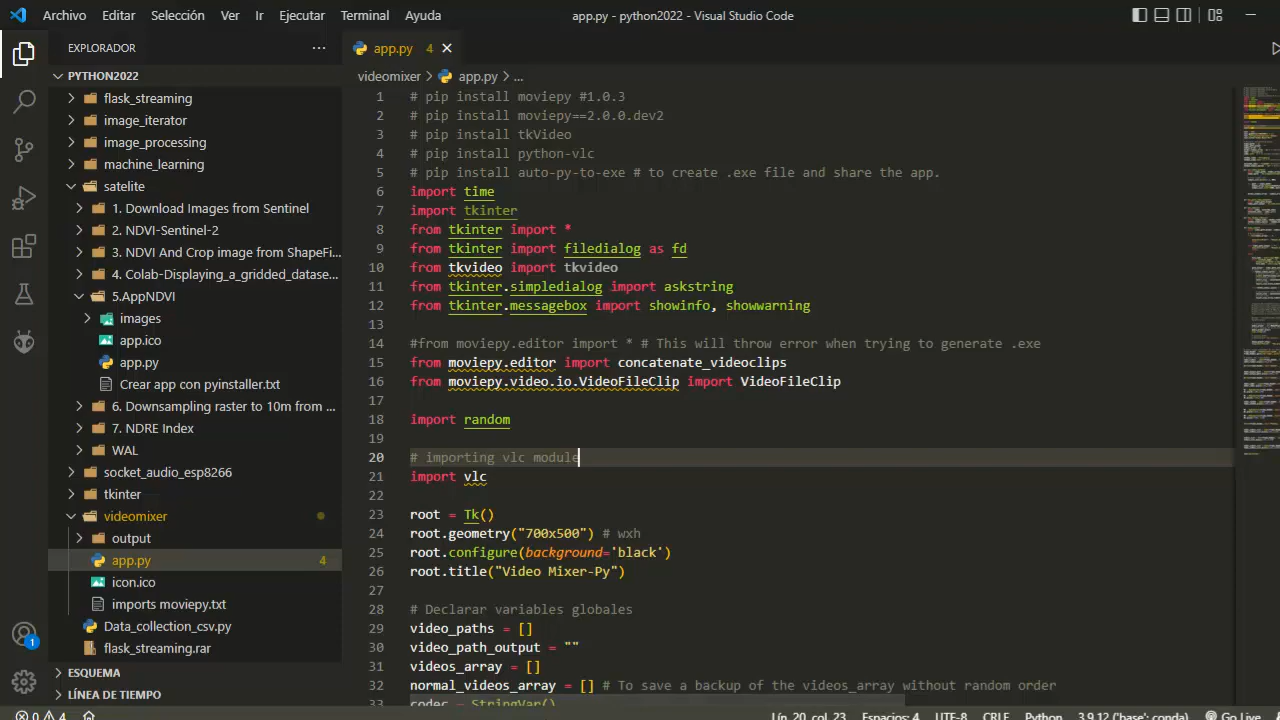 Archivo Editar Selección Ver Ir Ejecutar Terminal Ayuda app.py - python2022 - Visual Studio Code
EXPLORADOR ···
PYTHON2022
flask_streaming
image_iterator
image_processing
machine_learning
satelite
1. Download Images from Sentinel
2. NDVI-Sentinel-2
3. NDVI And Crop image from ShapeFi...
4. Colab-Displaying_a_gridded_datase...
5.AppNDVI
images
app.ico
app.py
Crear app con pyinstaller.txt
6. Downsampling raster to 10m from ...
7. NDRE Index
WAL
socket_audio_esp8266
tkinter
videomixer
output
app.py 4
icon.ico
imports moviepy.txt
Data_collection_csv.py
flask_streaming.rar
ESQUEMA
LÍNEA DE TIEMPO
1
app.py 4
videomixer > app.py > ...
1 # pip install moviepy #1.0.3
2 # pip install moviepy==2.0.0.dev2
3 # pip install tkVideo
4 # pip install python-vlc
5 # pip install auto-py-to-exe # to create .exe file and share the app.
6 import time
7 import tkinter
8 from tkinter import *
9 from tkinter import filedialog as fd
10 from tkvideo import tkvideo
11 from tkinter.simpledialog import askstring
12 from tkinter.messagebox import showinfo, showwarning
13
14 #from moviepy.editor import * # This will throw error when trying to generate .exe
15 from moviepy.editor import concatenate_videoclips
16 from moviepy.video.io.VideoFileClip import VideoFileClip
17
18 import random
19
20 # importing vlc module
21 import vlc
22
23 root = Tk()
24 root.geometry("700x500") # wxh
25 root.configure(background='black')
26 root.title("Video Mixer-Py")
27
28 # Declarar variables globales
29 video_paths = []
30 video_path_output = ""
31 videos_array = []
32 normal_videos_array = [] # To save a backup of the videos_array without random order
33 codec = StringVar()
0 4 Lín. 20, col. 23 Espacios: 4 UTF-8 CRLF Python 3.9.12 ('base': conda) Go Live